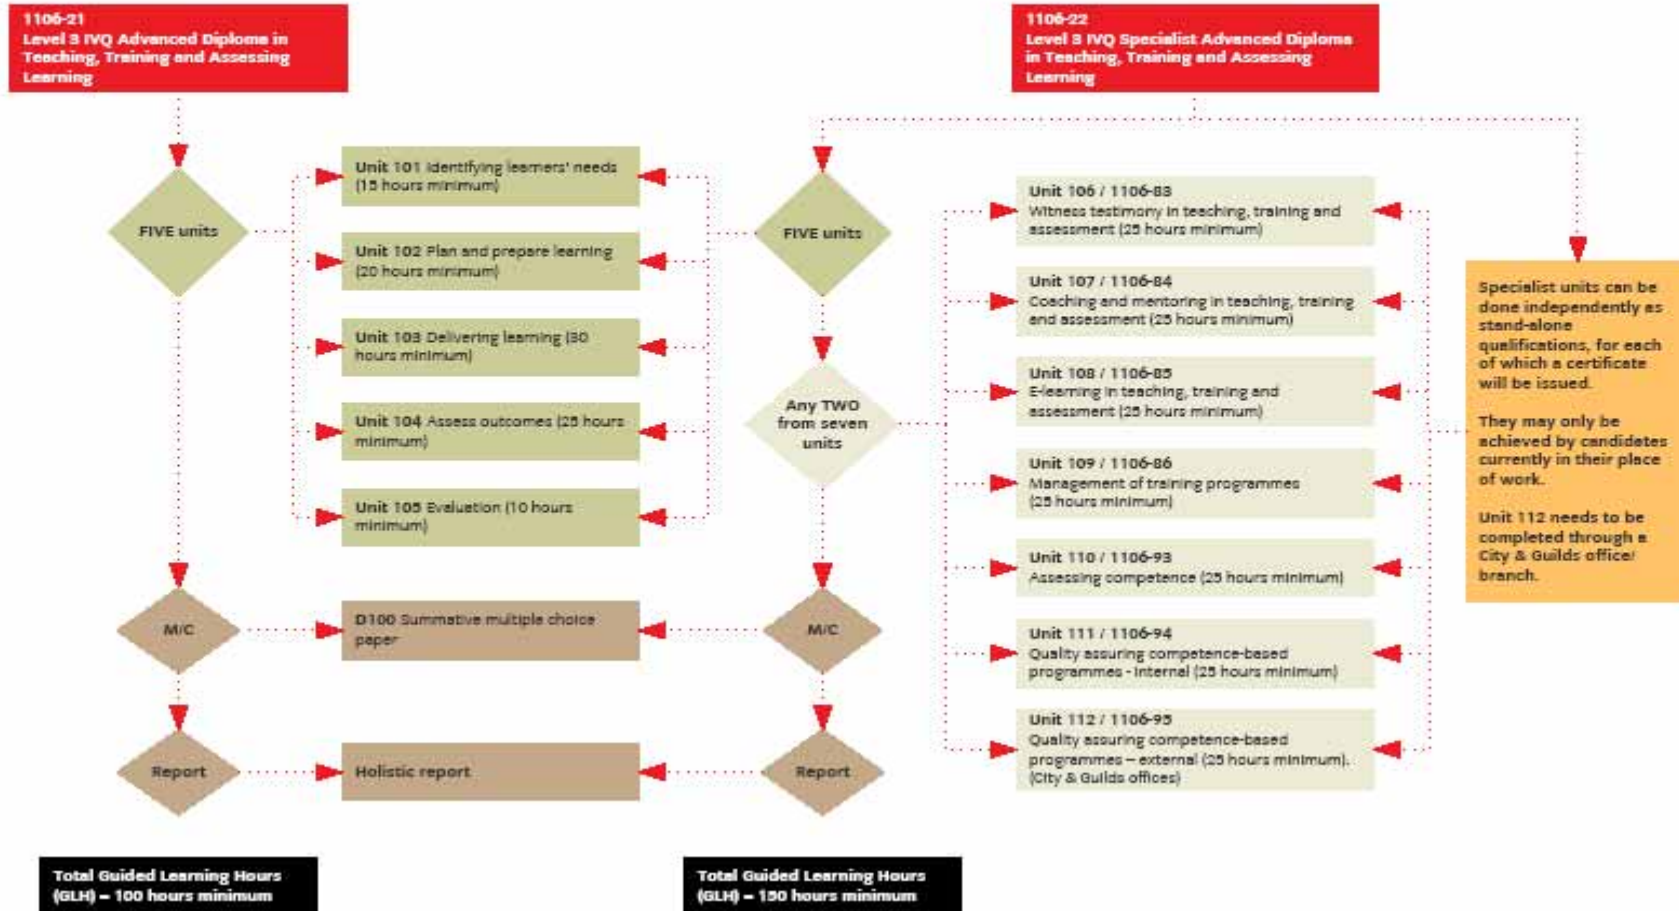 1106-21
Level 3 IVQ Advanced Diploma in
Teaching, Training and Assessing
Learning
1106-22
Level 3 IVQ Specialist Advanced Diploma
in Teaching, Training and Assessing
Learning
FIVE units
Unit 101 Identifying learners' needs
(15 hours minimum)
Unit 102 Plan and prepare learning
(20 hours minimum)
Unit 103 Delivering learning (30
hours minimum)
Unit 104 Assess outcomes (25 hours
minimum)
Unit 105 Evaluation (10 hours
minimum)
FIVE units
Any TWO
from seven
units
Unit 106 / 1106-83
Witness testimony in teaching, training and
assessment (25 hours minimum)
Unit 107 / 1106-84
Coaching and mentoring in teaching, training
and assessment (25 hours minimum)
Unit 108 / 1106-85
E-learning in teaching, training and
assessment (25 hours minimum)
Unit 109 / 1106-86
Management of training programmes
(25 hours minimum)
Unit 110 / 1106-93
Assessing competence (25 hours minimum)
Unit 111 / 1106-94
Quality assuring competence-based
programmes - internal (25 hours minimum)
Unit 112 / 1106-95
Quality assuring competence-based
programmes – external (25 hours minimum).
(City & Guilds offices)
Specialist units can be
done independently as
stand-alone
qualifications, for each
of which a certificate
will be issued.
They may only be
achieved by candidates
currently in their place
of work.
Unit 112 needs to be
completed through a
City & Guilds office/
branch.
M/C
D100 Summative multiple choice
paper
M/C
Report
Holistic report
Report
Total Guided Learning Hours
(GLH) – 100 hours minimum
Total Guided Learning Hours
(GLH) – 150 hours minimum